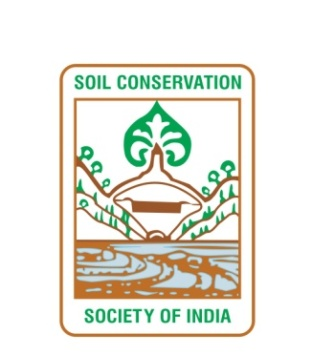 SOIL CONSERVATION
SOCIETY OF INDIA